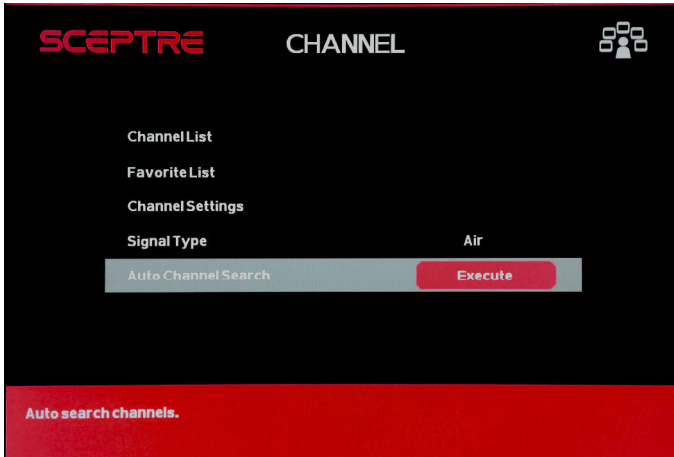 SCEPTRE CHANNEL
Channel List
Favorite List
Channel Settings
Signal Type Air
Auto Channel Search Execute
Auto search channels.